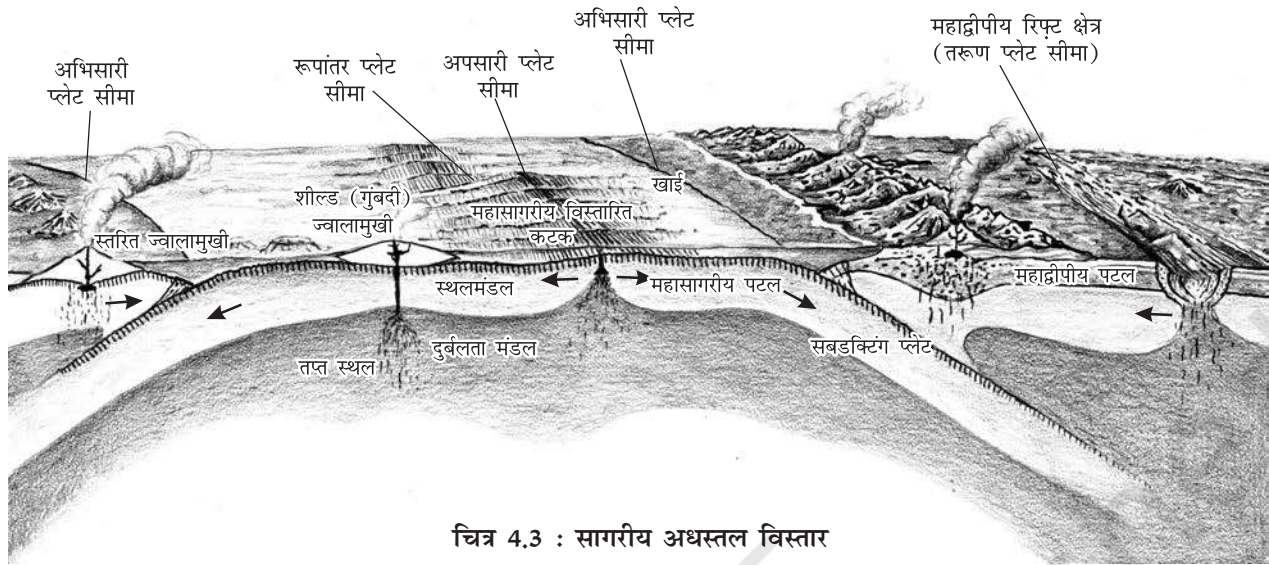 अभिसारी
प्लेट सीमा
रूपांतर प्लेट
सीमा
अपसारी प्लेट
सीमा
अभिसारी प्लेट
सीमा
महाद्वीपीय रिफ्ट क्षेत्र
(तरूण प्लेट सीमा)
खाई
शील्ड (गुंबदी)
ज्वालामुखी
महासागरीय विस्तारित
कटक
स्तरित ज्वालामुखी
स्थलमंडल
महासागरीय पटल
महाद्वीपीय पटल
दुर्बलता मंडल
सबडक्टिंग प्लेट
तप्त स्थल
चित्र 4.3 : सागरीय अधस्तल विस्तार